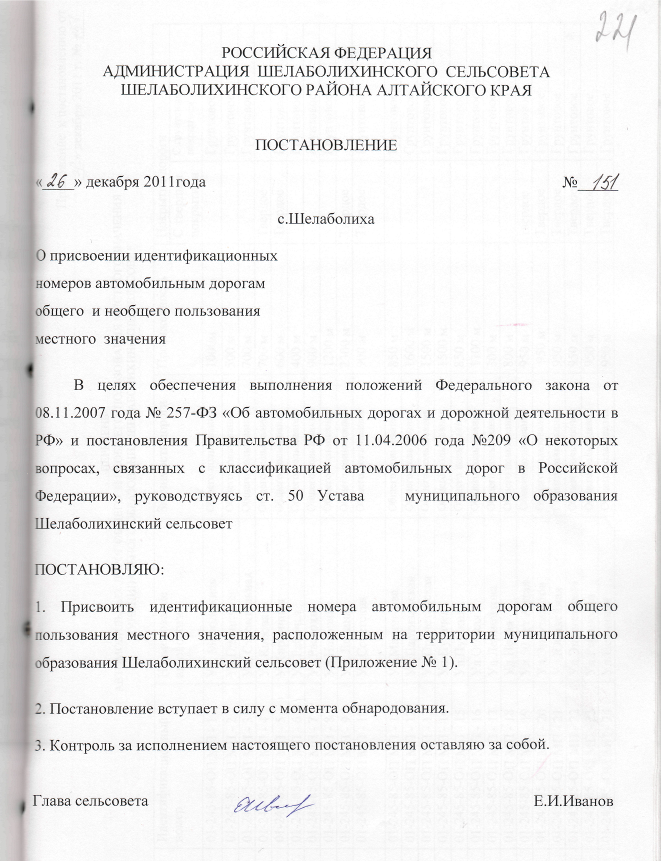 221
РОССИЙСКАЯ ФЕДЕРАЦИЯ
АДМИНИСТРАЦИЯ ШЕЛАБОЛИХИНСКОГО СЕЛЬСОВЕТА
ШЕЛАБОЛИХИНСКОГО РАЙОНА АЛТАЙСКОГО КРАЯ
ПОСТАНОВЛЕНИЕ
« 26 » декабря 2011года № 151
с.Шелаболиха
О присвоении идентификационных
номеров автомобильным дорогам
общего и необщего пользования
местного значения
В целях обеспечения выполнения положений Федерального закона от
08.11.2007 года № 257-ФЗ «Об автомобильных дорогах и дорожной деятельности в
РФ» и постановления Правительства РФ от 11.04.2006 года №209 «О некоторых
вопросах, связанных с классификацией автомобильных дорог в Российской
Федерации», руководствуясь ст. 50 Устава муниципального образования
Шелаболихинский сельсовет
ПОСТАНОВЛЯЮ:
1. Присвоить идентификационные номера автомобильным дорогам общего
пользования местного значения, расположенным на территории муниципального
образования Шелаболихинский сельсовет (Приложение № 1).
2. Постановление вступает в силу с момента обнародования.
3. Контроль за исполнением настоящего постановления оставляю за собой.
Глава сельсовета Е.И.Иванов